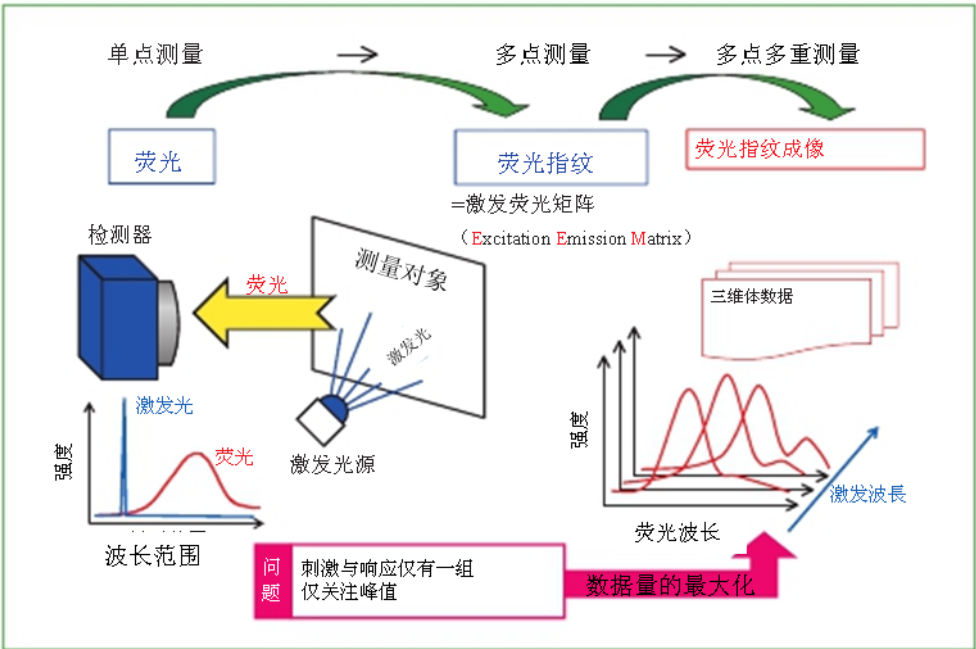 单点测量 → 多点测量 → 多点多重测量
荧光
荧光指纹
荧光指纹成像
=激发荧光矩阵
（Excitation Emission Matrix）
检测器
荧光
测量对象
激发光
激发光源
三维体数据
激发光
荧光
强度
波长范围
强度
荧光波长
激发波長
问题
刺激与响应仅有一组
仅关注峰值
数据量的最大化